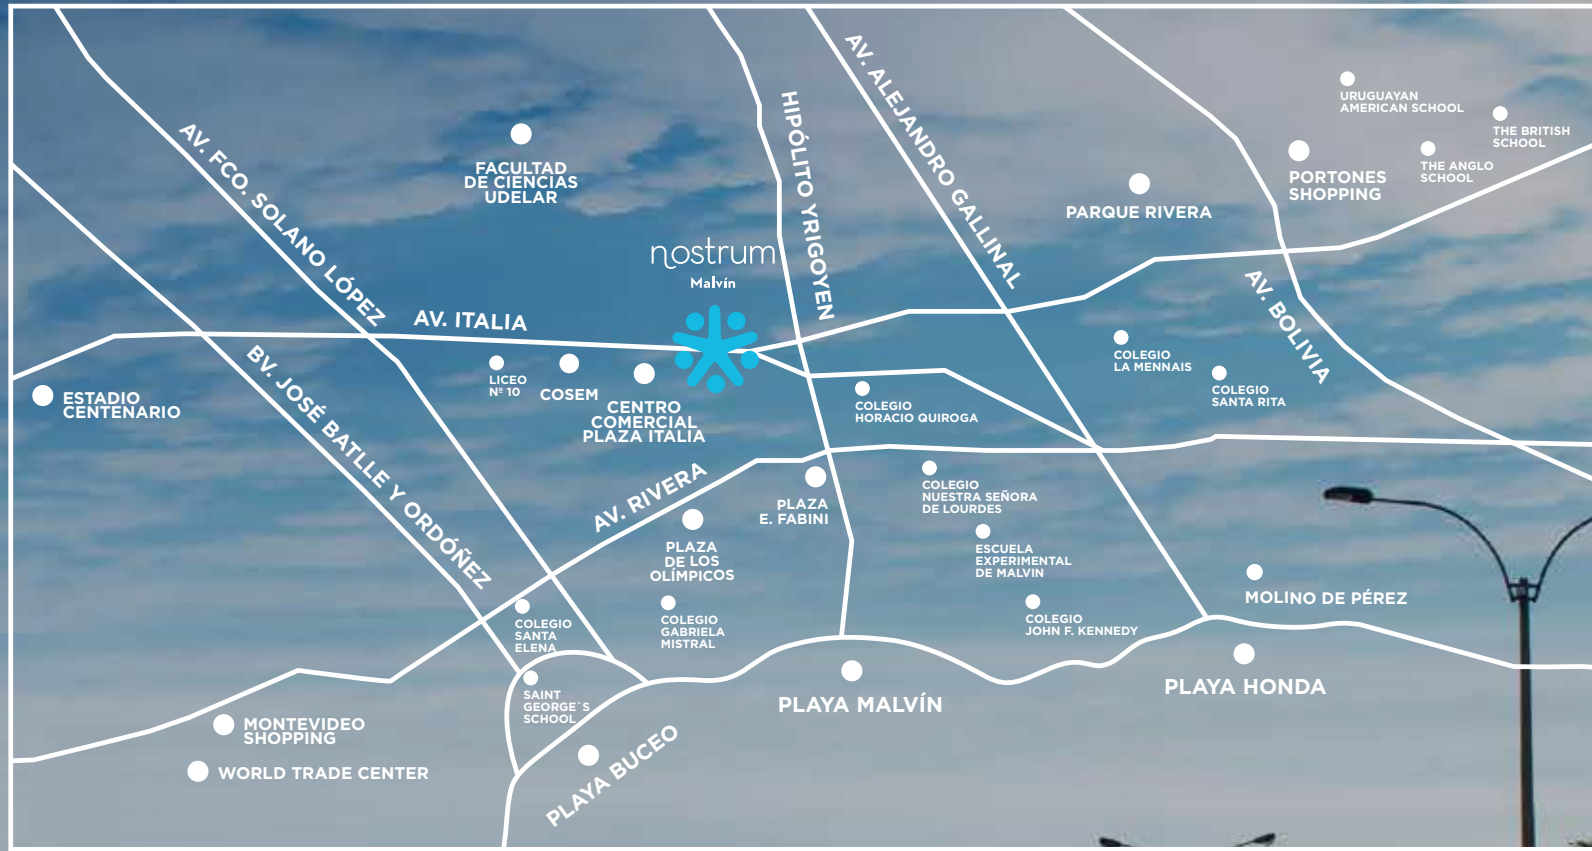 URUGUAYAN
AMERICAN SCHOOL
THE BRITISH
SCHOOL
THE ANGLO
SCHOOL
PORTONES
SHOPPING
PARQUE RIVERA
AV. ALEJANDRO GALLINAL
HIPÓLITO YRIGOYEN
AV. FCO. SOLANO LÓPEZ
FACULTAD
DE CIENCIAS
UDELAR
nostrum
Malvín
AV. ITALIA
AV. BOLIVIA
BV. JOSÉ BATLLE Y ORDÓÑEZ
ESTADIO
CENTENARIO
LICEO
Nº 10
COSEM
CENTRO
COMERCIAL
PLAZA ITALIA
COLEGIO
HORACIO QUIROGA
COLEGIO
LA MENNAIS
COLEGIO
SANTA RITA
AV. RIVERA
PLAZA
E. FABINI
COLEGIO
NUESTRA SEÑORA
DE LOURDES
PLAZA
DE LOS
OLÍMPICOS
ESCUELA
EXPERIMENTAL
DE MALVIN
MOLINO DE PÉREZ
COLEGIO
SANTA
ELENA
COLEGIO
GABRIELA
MISTRAL
COLEGIO
JOHN F. KENNEDY
SAINT
GEORGE`S
SCHOOL
PLAYA MALVÍN
PLAYA HONDA
MONTEVIDEO
SHOPPING
WORLD TRADE CENTER
PLAYA BUCEO